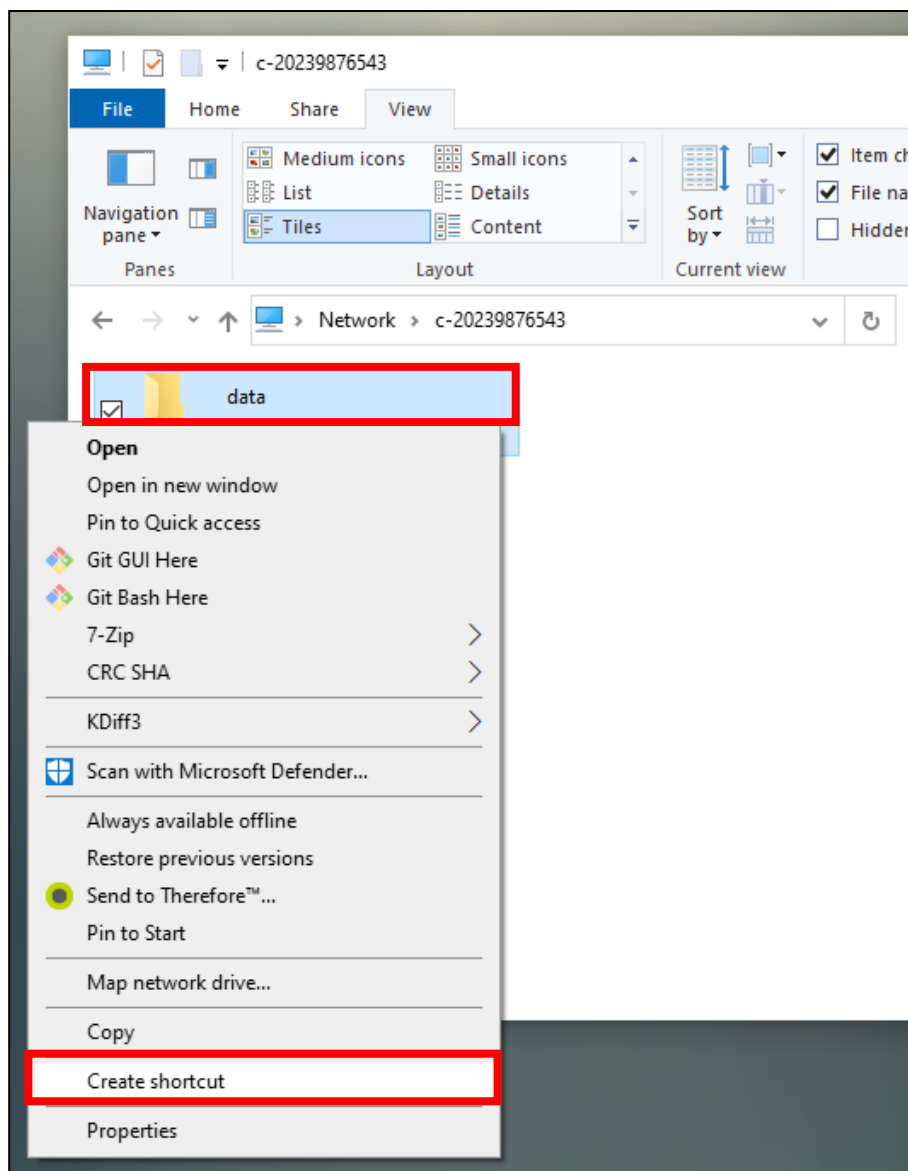 c-20239876543
File Home Share View
Medium icons Small icons Item ch
List Details File na
Navigation pane Tiles Content Sort by Hidden
Panes Layout Current view
Network c-20239876543
data
Open
Open in new window
Pin to Quick access
Git GUI Here
Git Bash Here
7-Zip
CRC SHA
KDiff3
Scan with Microsoft Defender...
Always available offline
Restore previous versions
Send to Therefore™...
Pin to Start
Map network drive...
Copy
Create shortcut
Properties